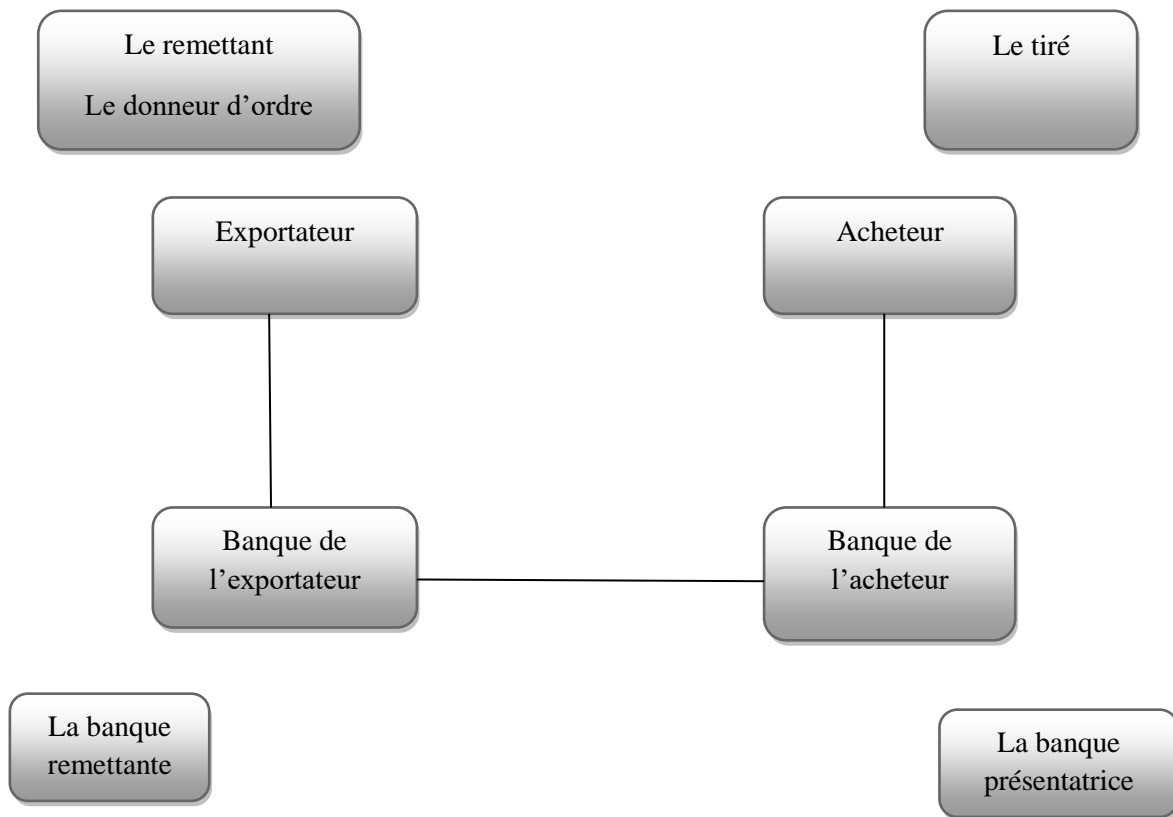 Le remettant
Le donneur d’ordre
Le tiré
Exportateur
Acheteur
Banque de
l’exportateur
Banque de
l’acheteur
La banque
remettante
La banque
présentatrice